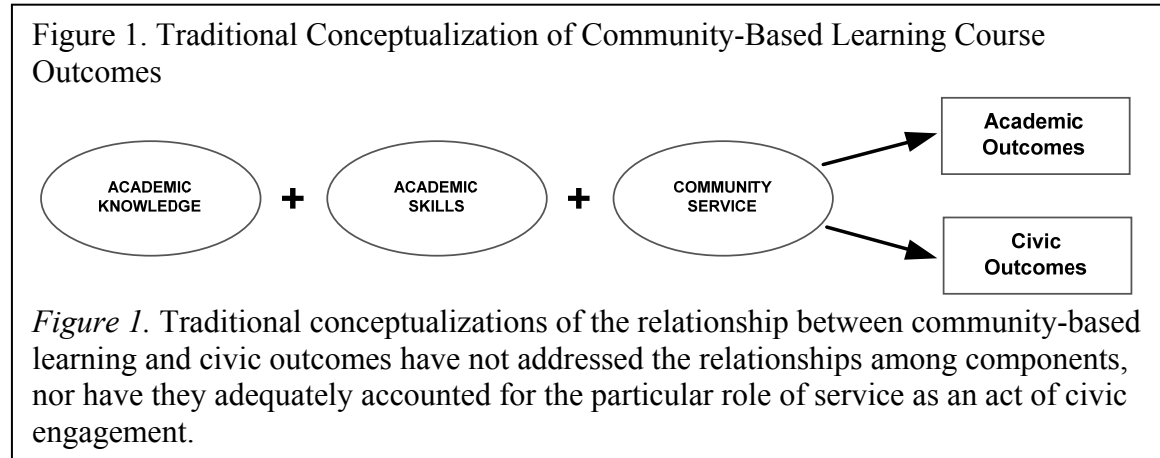 Figure 1. Traditional Conceptualization of Community-Based Learning Course
Outcomes
ACADEMIC
KNOWLEDGE
+
ACADEMIC
SKILLS
+
COMMUNITY
SERVICE
Academic
Outcomes
Civic
Outcomes
Figure 1. Traditional conceptualizations of the relationship between community-based
learning and civic outcomes have not addressed the relationships among components,
nor have they adequately accounted for the particular role of service as an act of civic
engagement.